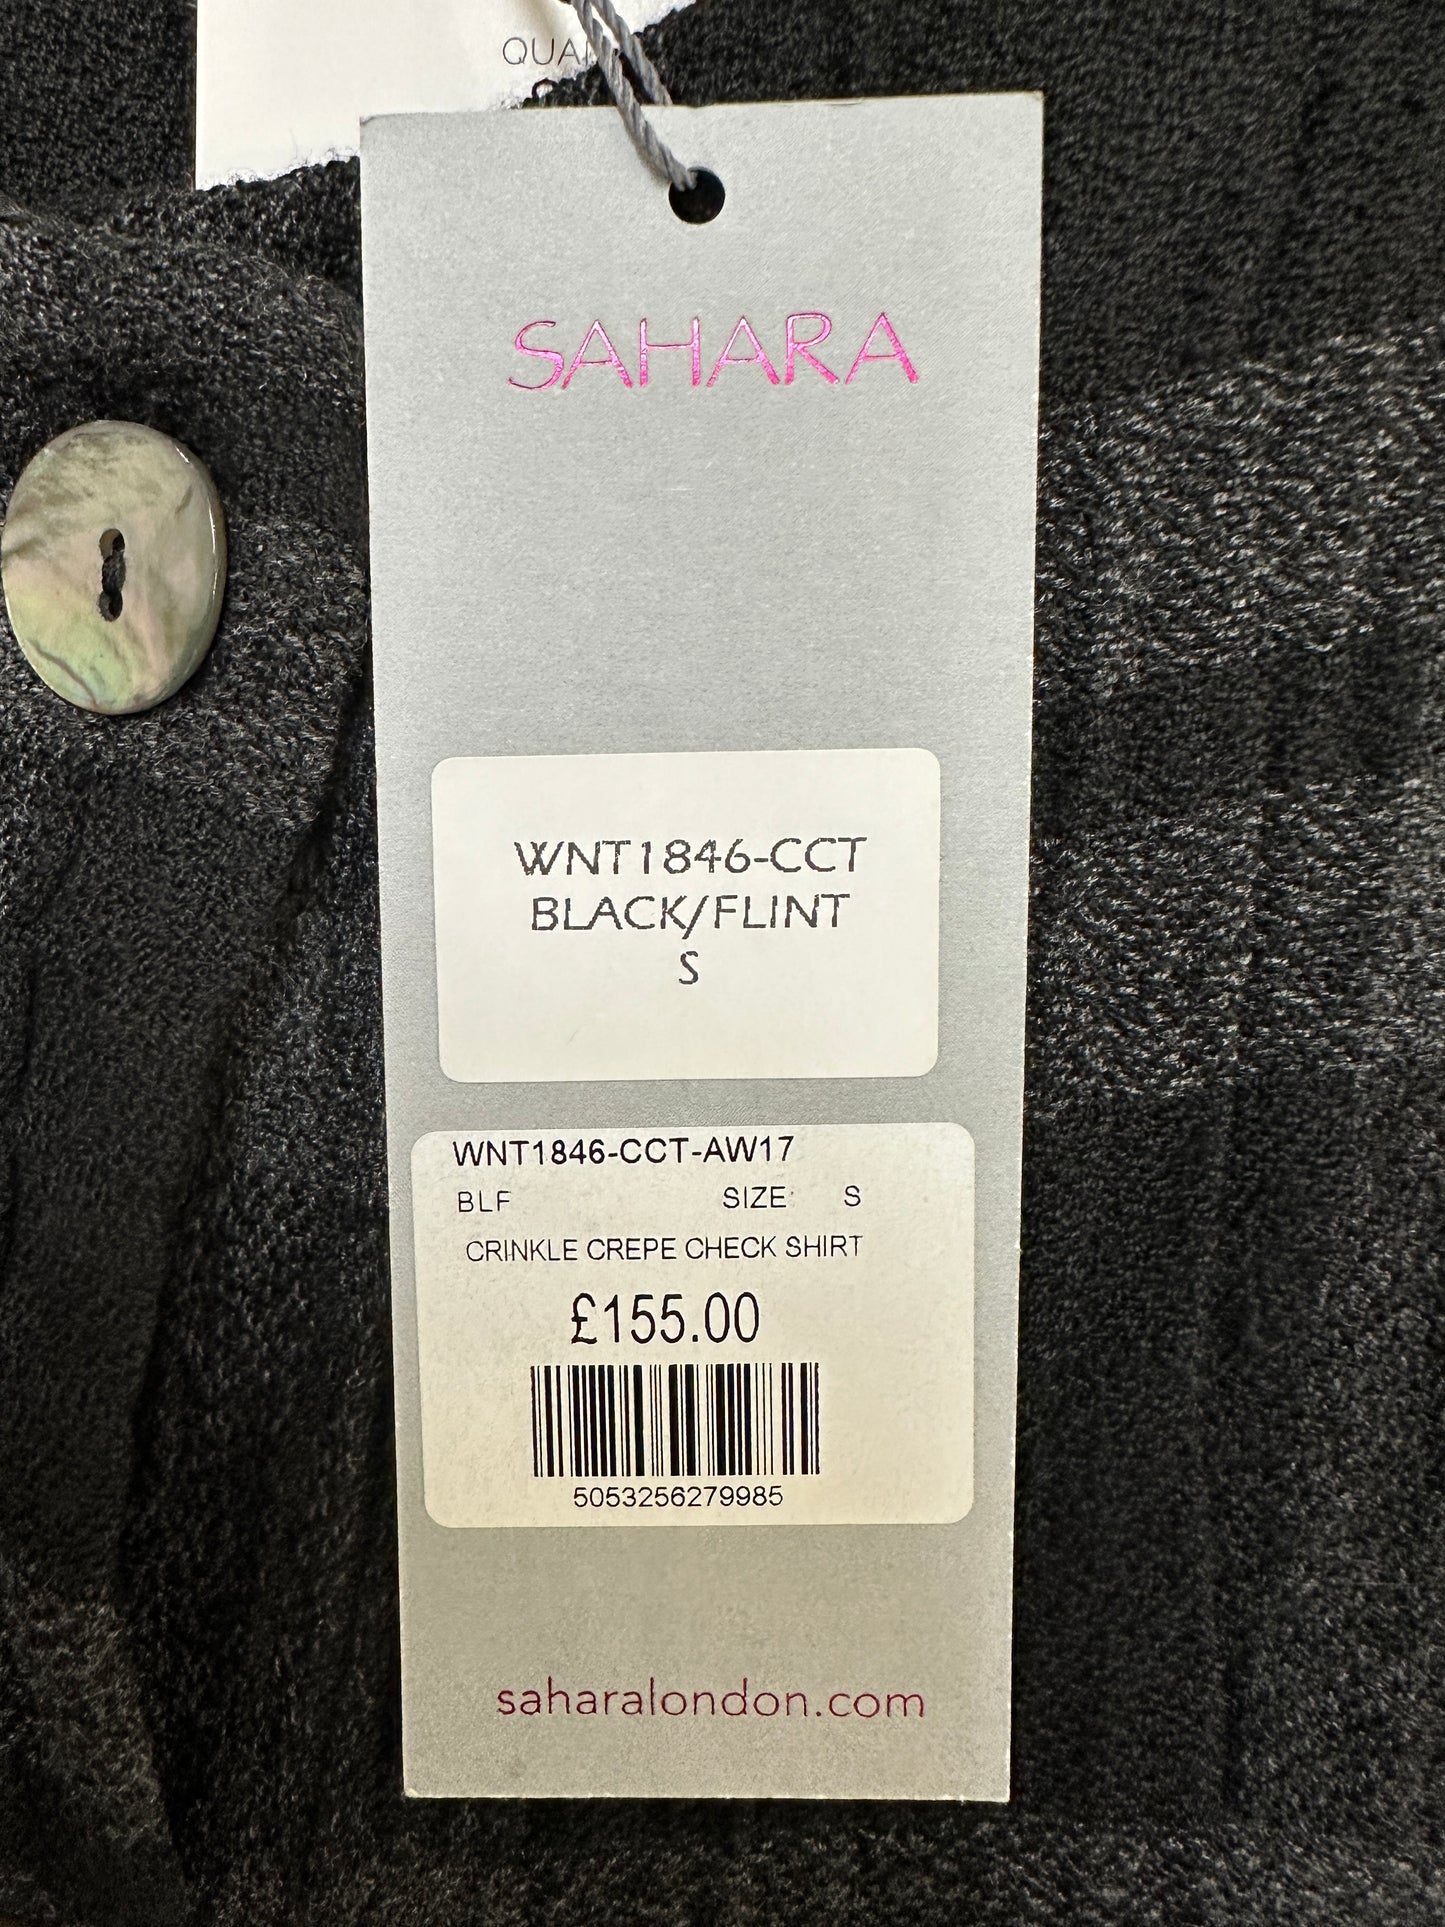 SAHARA
WNT1846-CCT
BLACK/FLINT
S
WNT1846-CCT-AW17
BLF SIZE: S
CRINKLE CREPE CHECK SHIRT
£155.00
5053256279985
saharalondon.com